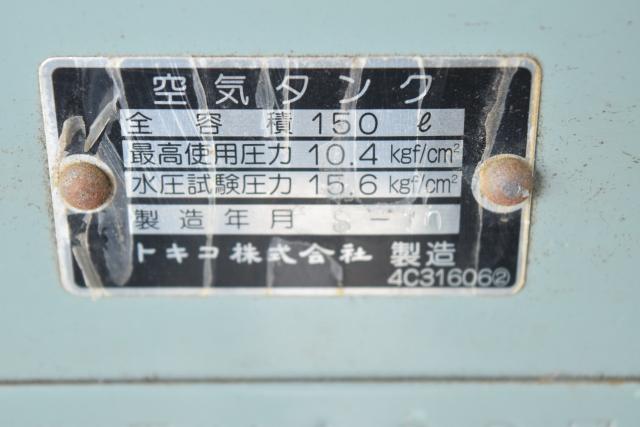 空気タンク
全容積 150 ℓ
最高使用圧力 10.4 kgf/cm²
水圧試験圧力 15.6 kgf/cm²
製造年月
トキコ株式会社 製造
4C31606②